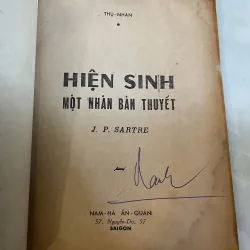 THỤ-NHÂN
HIỆN SINH
MỘT NHÂN BẢN THUYẾT
J. P. SARTRE
NAM-HÀ ẤN-QUÁN
57, Nguyễn-Du, 57
SAIGON